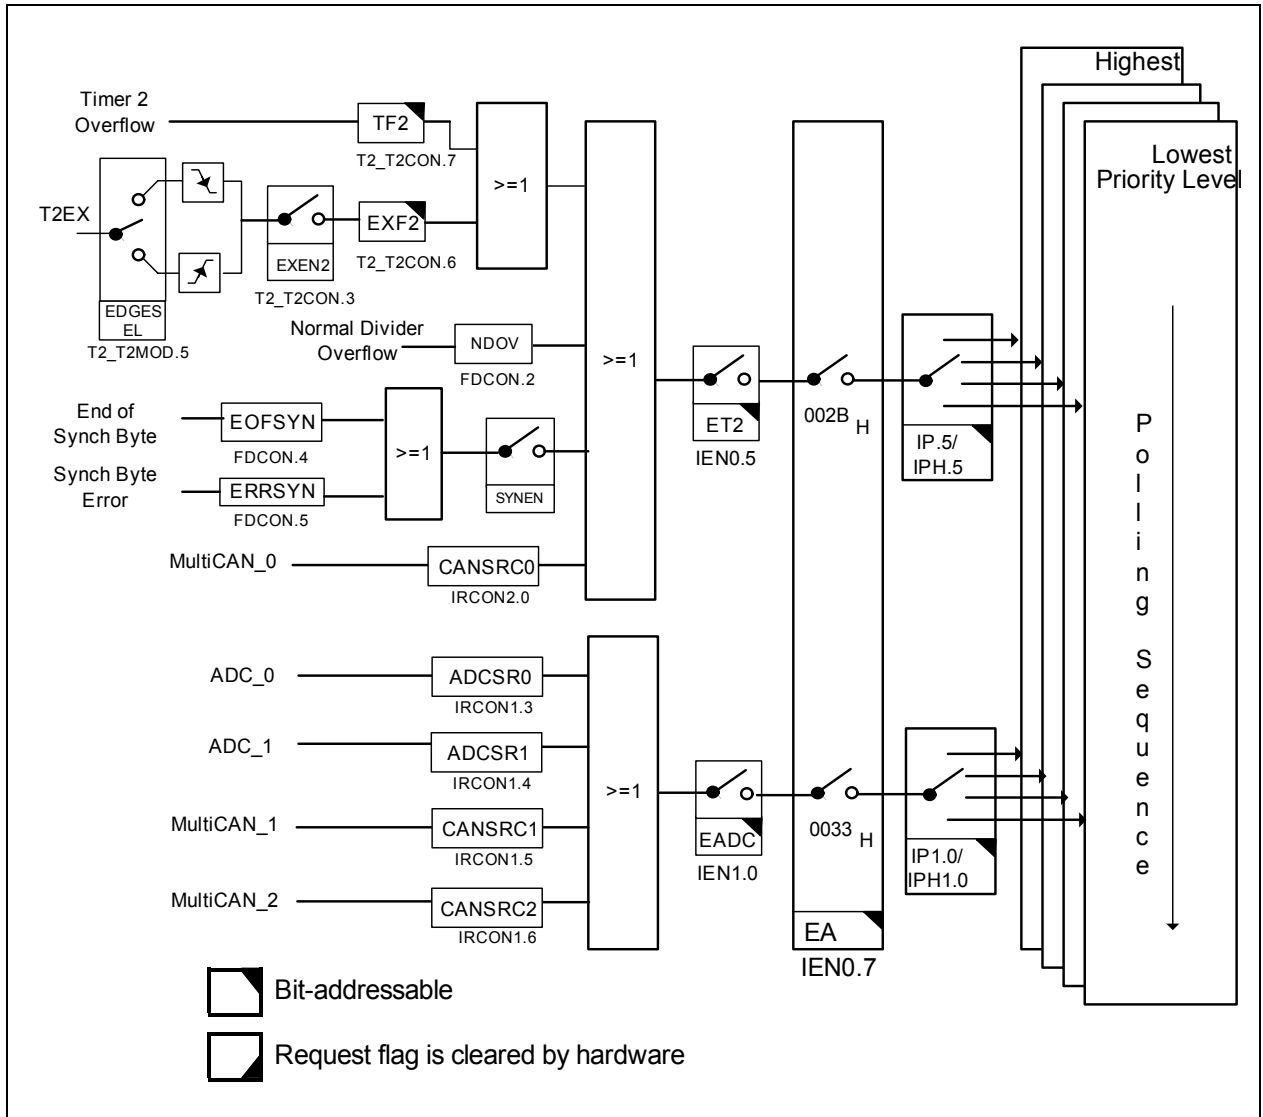 Highest
Lowest
Priority Level
Timer 2
Overflow
TF2
T2_T2CON.7
>=1
T2EX
EDGES
EL
T2_T2MOD.5
EXEN2
T2_T2CON.3
EXF2
T2_T2CON.6
Normal Divider
Overflow
NDOV
FDCON.2
End of
Synch Byte
EOFSYN
FDCON.4
Synch Byte
Error
ERRSYN
FDCON.5
>=1
SYNEN
MultiCAN_0
CANSRC0
IRCON2.0
>=1
ET2
IEN0.5
002B H
IP.5/
IPH.5
ADC_0
ADCSR0
IRCON1.3
ADC_1
ADCSR1
IRCON1.4
MultiCAN_1
CANSRC1
IRCON1.5
MultiCAN_2
CANSRC2
IRCON1.6
>=1
EADC
IEN1.0
0033 H
EA
IEN0.7
IP1.0/
IPH1.0
Polling Sequence
Bit-addressable
Request flag is cleared by hardware